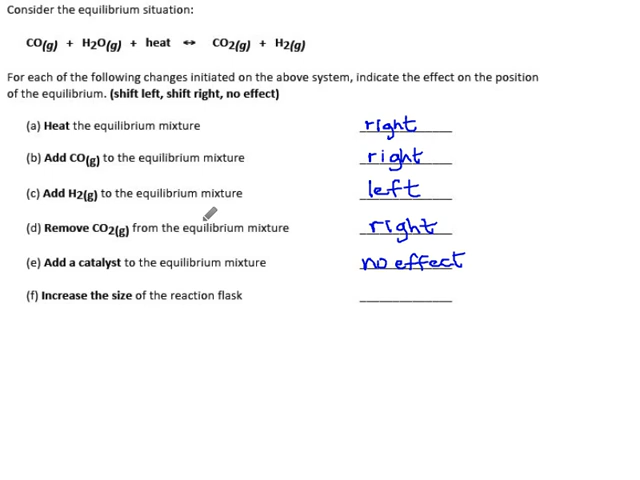 Consider the equilibrium situation:
CO(g) + H2O(g) + heat ↔ CO2(g) + H2(g)
For each of the following changes initiated on the above system, indicate the effect on the position
of the equilibrium. (shift left, shift right, no effect)
(a) Heat the equilibrium mixture right
(b) Add CO(g) to the equilibrium mixture right
(c) Add H2(g) to the equilibrium mixture left
(d) Remove CO2(g) from the equilibrium mixture right
(e) Add a catalyst to the equilibrium mixture no effect
(f) Increase the size of the reaction flask